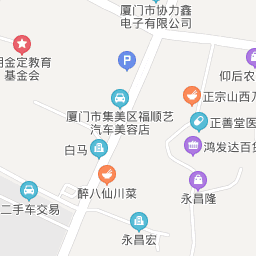 厦门市协力鑫
电子有限公司
明金定教育
基金会
仰后农
正宗山西刀
厦门市集美区福顺艺
汽车美容店
正善堂医
白马
鸿发达百货
醉八仙川菜
永昌隆
二手车交易
永昌宏